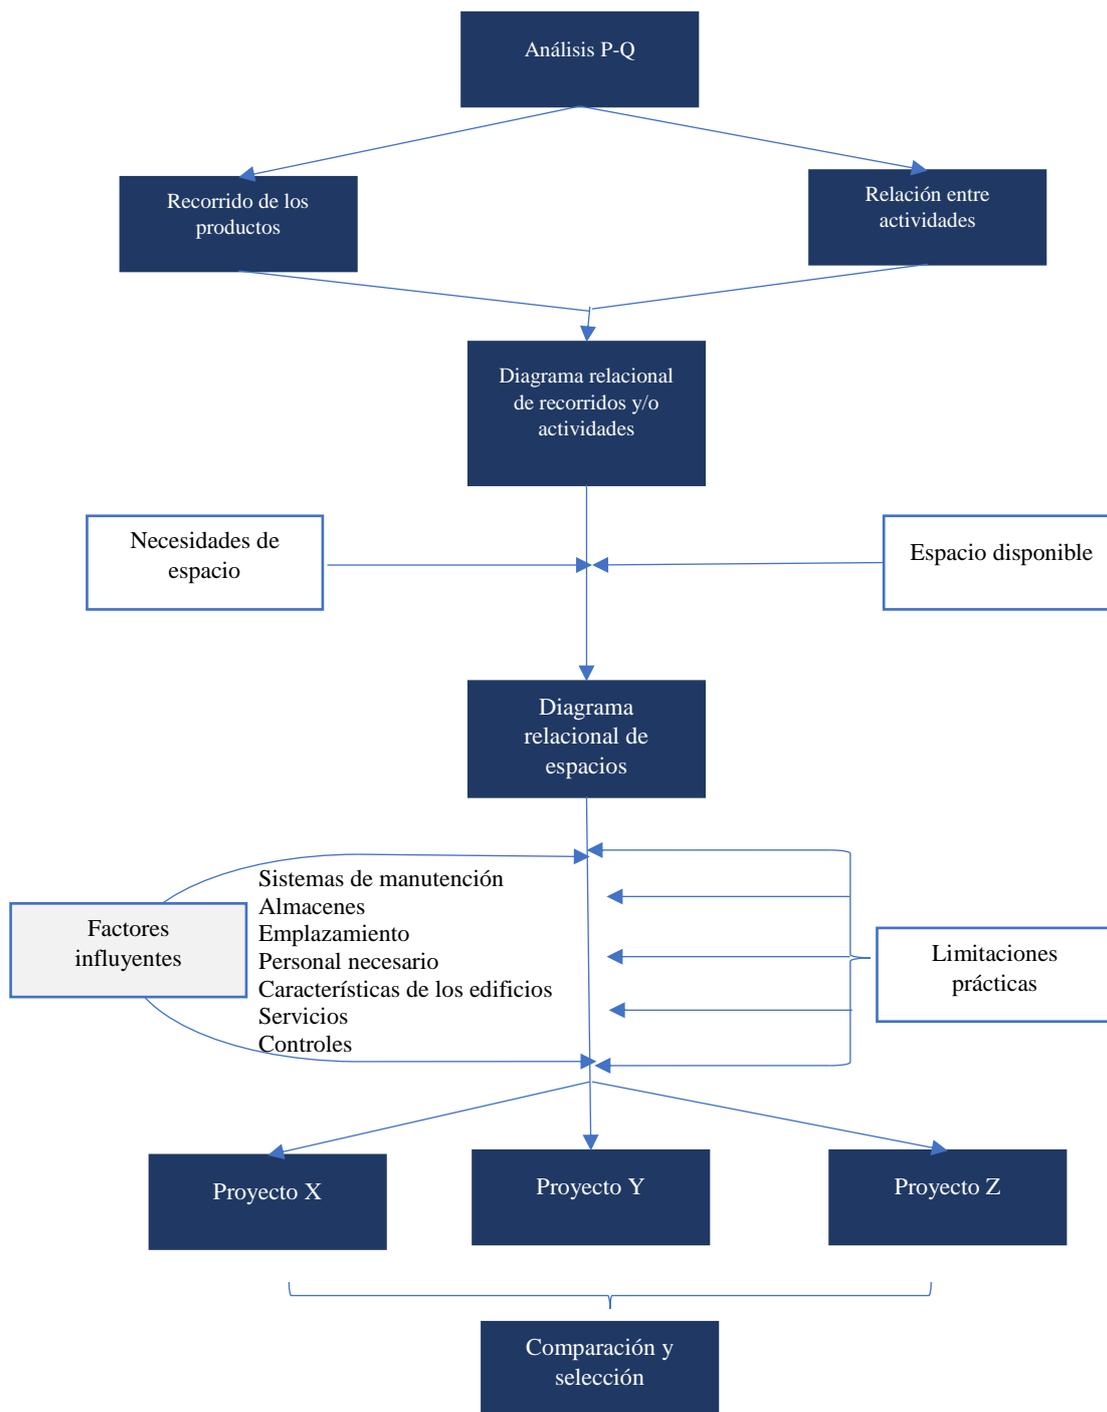 Análisis P-Q
Recorrido de los
productos
Relación entre
actividades
Diagrama relacional
de recorridos y/o
actividades
Necesidades de
espacio
Espacio disponible
Diagrama
relacional de
espacios
Factores
influyentes
Sistemas de manutención
Almacenes
Emplazamiento
Personal necesario
Características de los edificios
Servicios
Controles
Limitaciones
prácticas
Proyecto X
Proyecto Y
Proyecto Z
Comparación y
selección